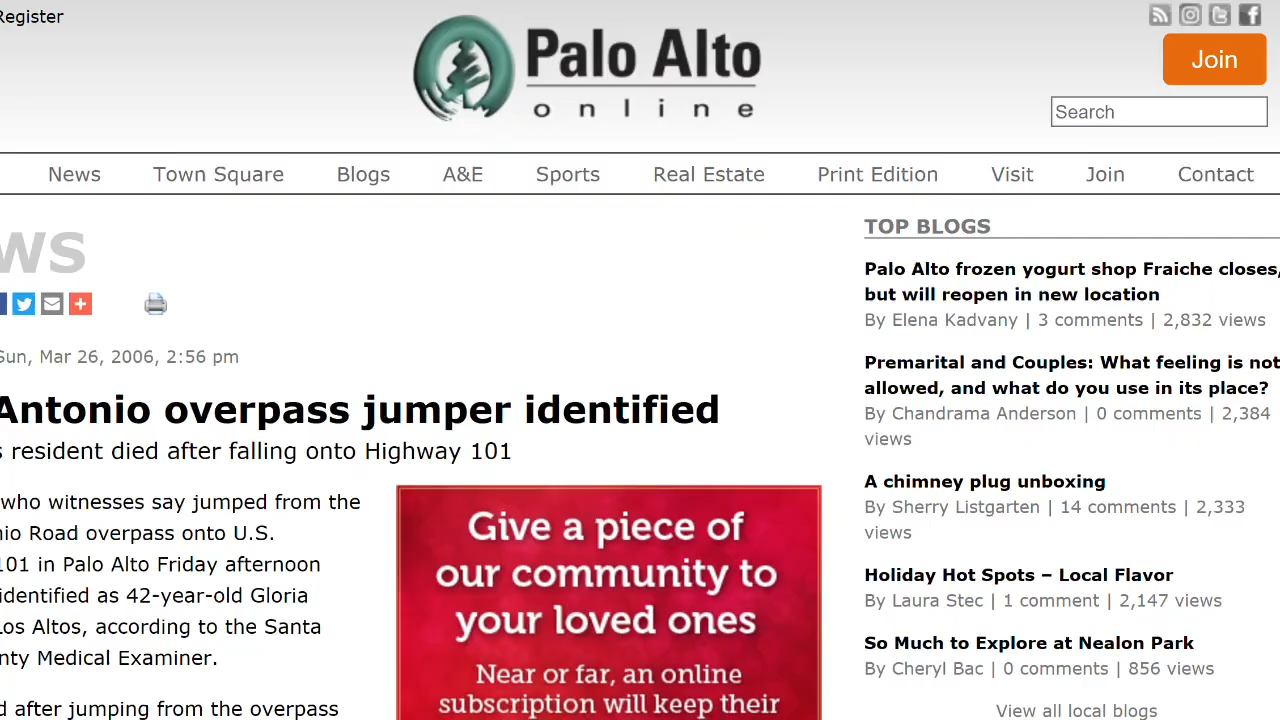 Register
Palo Alto
online
Join
Search
News Town Square Blogs A&E Sports Real Estate Print Edition Visit Join Contact
ws
Sun, Mar 26, 2006, 2:56 pm
Antonio overpass jumper identified
resident died after falling onto Highway 101
who witnesses say jumped from the
Road overpass onto U.S.
101 in Palo Alto Friday afternoon
identified as 42-year-old Gloria
Los Altos, according to the Santa
Medical Examiner.
after jumping from the overpass
Give a piece of
our community to
your loved ones
Near or far, an online
subscription will keep their
TOP BLOGS
Palo Alto frozen yogurt shop Fraiche closes,
but will reopen in new location
By Elena Kadvany | 3 comments | 2,832 views
Premarital and Couples: What feeling is not
allowed, and what do you use in its place?
By Chandrama Anderson | 0 comments | 2,384
views
A chimney plug unboxing
By Sherry Listgarten | 14 comments | 2,333
views
Holiday Hot Spots – Local Flavor
By Laura Stec | 1 comment | 2,147 views
So Much to Explore at Nealon Park
By Cheryl Bac | 0 comments | 856 views
View all local blogs